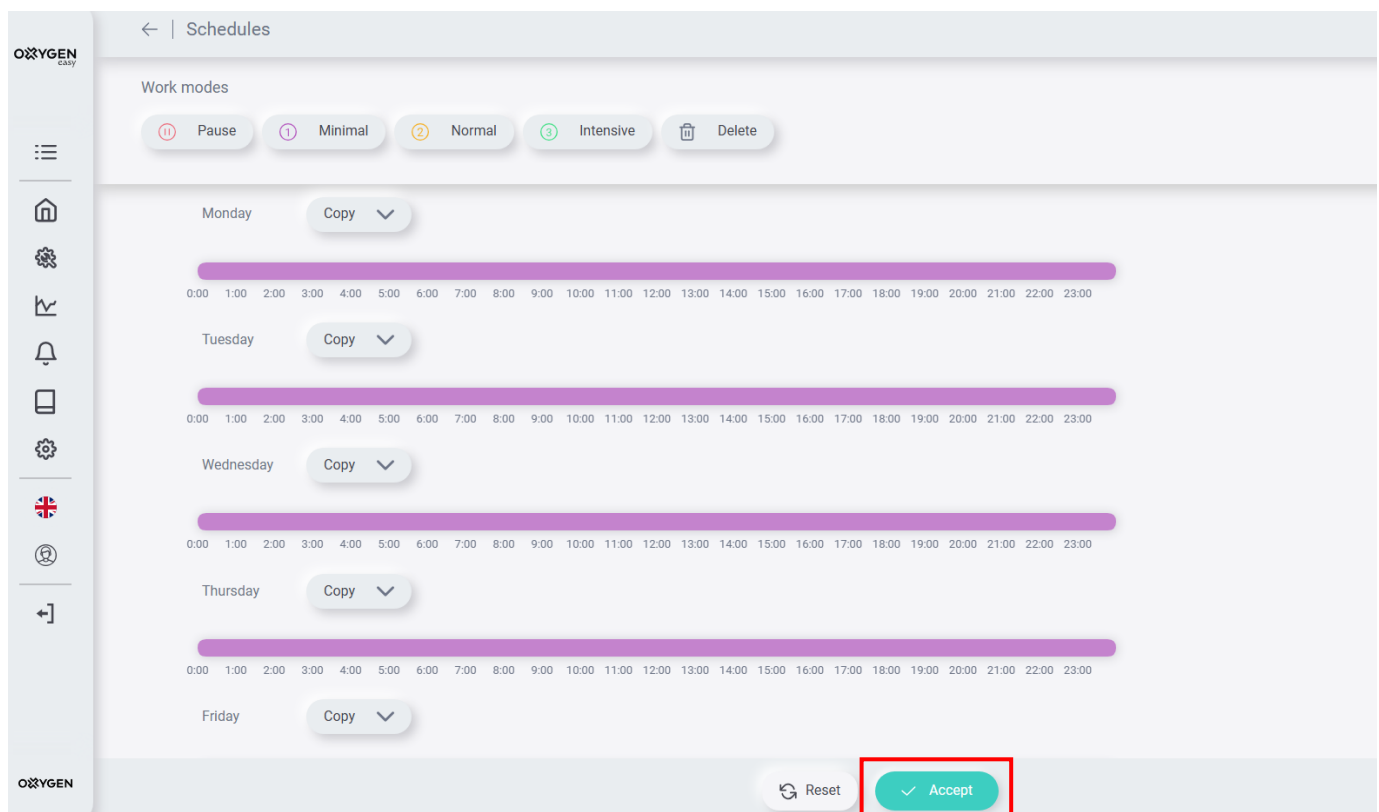 ← | Schedules
OXYGEN
easy
Work modes
Pause 1 Minimal 2 Normal 3 Intensive Delete
Monday Copy
0:00 1:00 2:00 3:00 4:00 5:00 6:00 7:00 8:00 9:00 10:00 11:00 12:00 13:00 14:00 15:00 16:00 17:00 18:00 19:00 20:00 21:00 22:00 23:00
Tuesday Copy
0:00 1:00 2:00 3:00 4:00 5:00 6:00 7:00 8:00 9:00 10:00 11:00 12:00 13:00 14:00 15:00 16:00 17:00 18:00 19:00 20:00 21:00 22:00 23:00
Wednesday Copy
0:00 1:00 2:00 3:00 4:00 5:00 6:00 7:00 8:00 9:00 10:00 11:00 12:00 13:00 14:00 15:00 16:00 17:00 18:00 19:00 20:00 21:00 22:00 23:00
Thursday Copy
0:00 1:00 2:00 3:00 4:00 5:00 6:00 7:00 8:00 9:00 10:00 11:00 12:00 13:00 14:00 15:00 16:00 17:00 18:00 19:00 20:00 21:00 22:00 23:00
Friday Copy
OXYGEN
Reset Accept